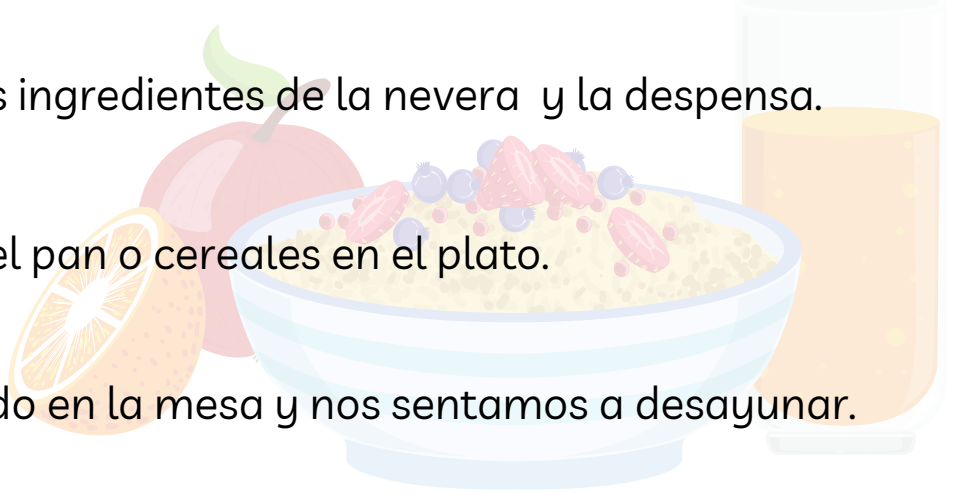 s ingredientes de la nevera y la despensa.
el pan o cereales en el plato.
do en la mesa y nos sentamos a desayunar.